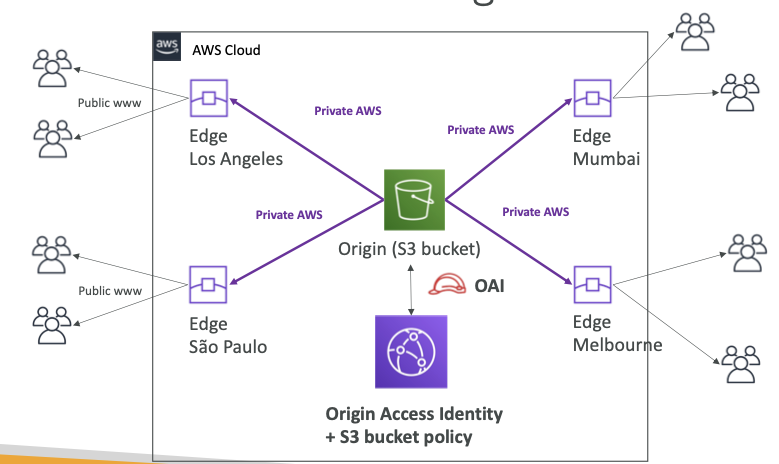 aws
AWS Cloud
Public www
Private AWS
Private AWS
Edge
Los Angeles
Edge
Mumbai
Private AWS
Private AWS
Origin (S3 bucket)
Public www
OAI
Edge
São Paulo
Edge
Melbourne
Origin Access Identity
+ S3 bucket policy